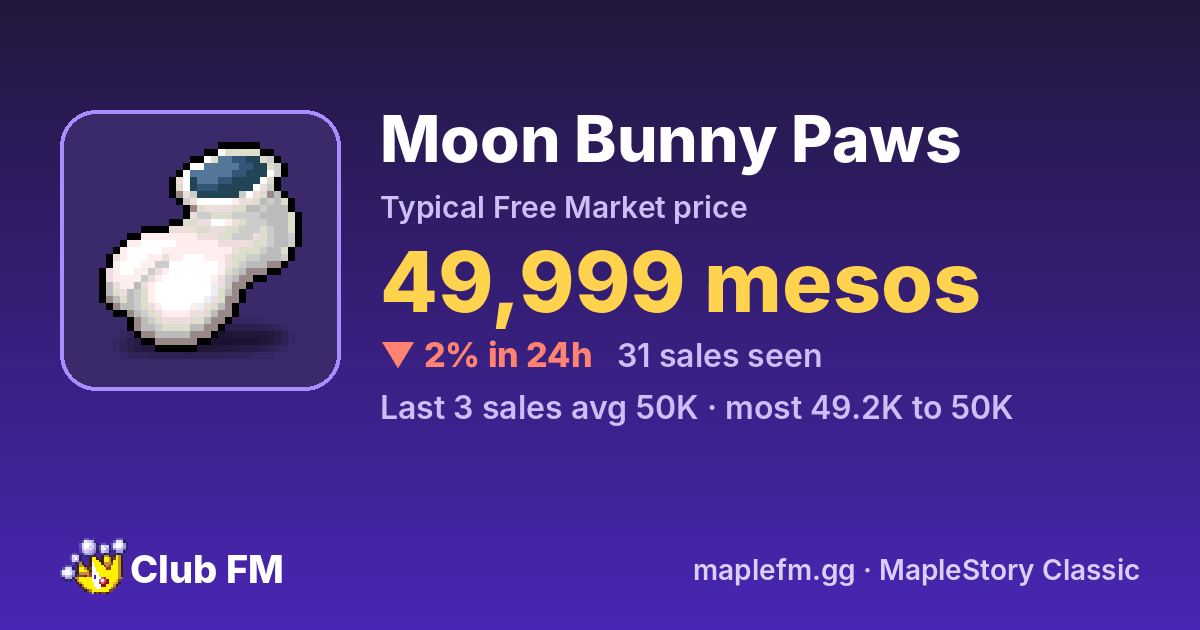 Moon Bunny Paws
Typical Free Market price
49,999 mesos
▼ 2% in 24h 31 sales seen
Last 3 sales avg 50K · most 49.2K to 50K
Club FM
maplefm.gg · MapleStory Classic